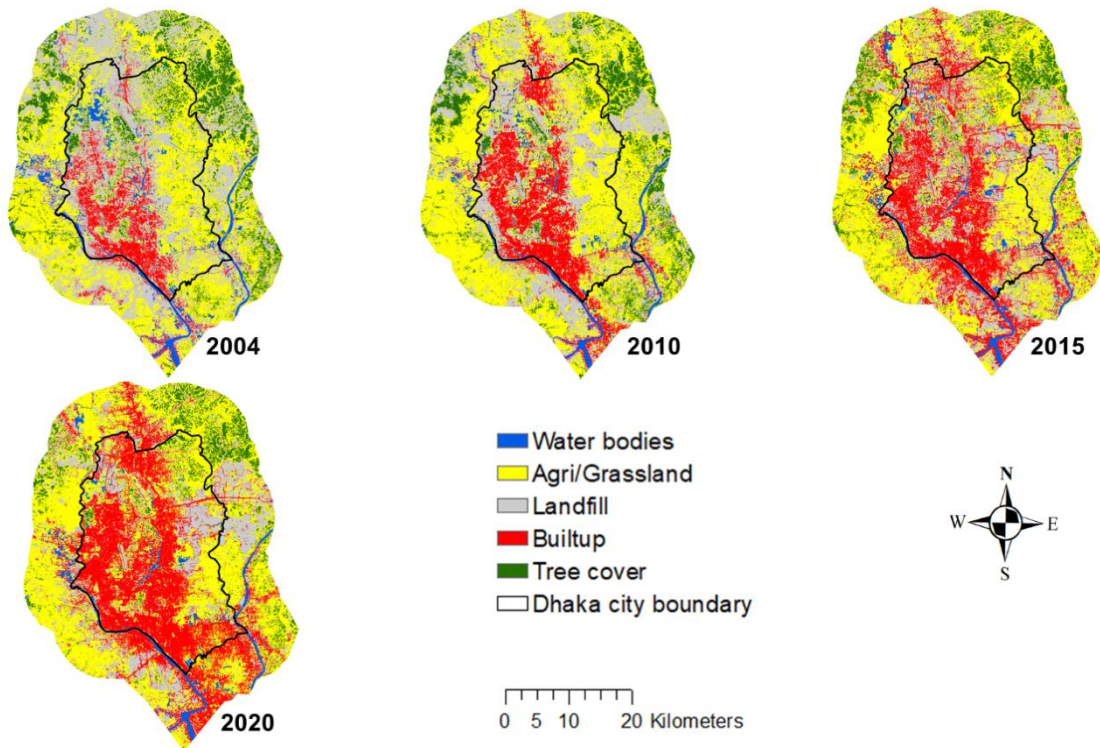 2004
2010
2015
2020
Water bodies
Agri/Grassland
Landfill
Builtup
Tree cover
Dhaka city boundary
N
W E
S
0 5 10 20 Kilometers